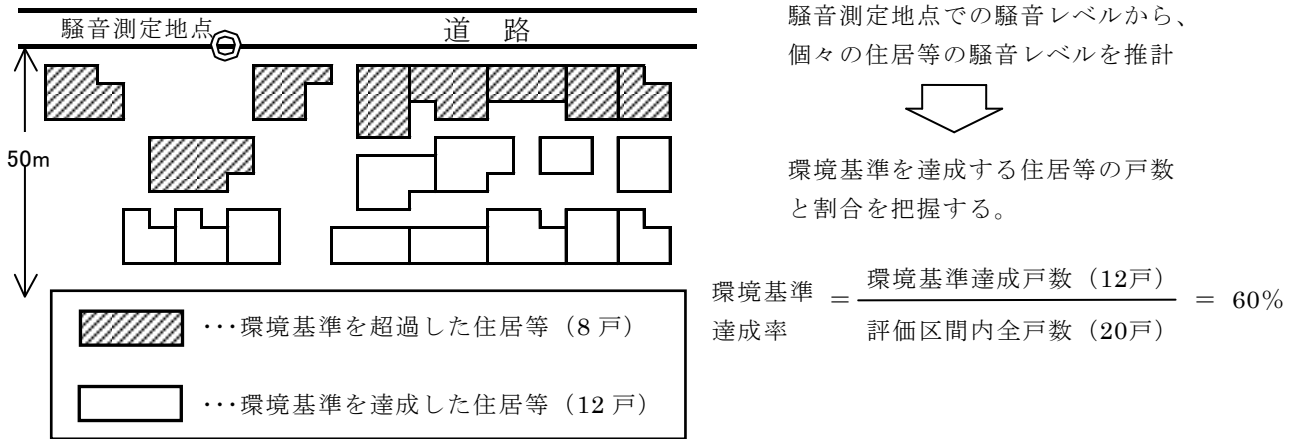 騒音測定地点
道 路
50m
･･･環境基準を超過した住居等（8 戸）
･･･環境基準を達成した住居等（12 戸）
騒音測定地点での騒音レベルから、
個々の住居等の騒音レベルを推計
環境基準を達成する住居等の戸数
と割合を把握する。
環境基準
達成率
＝
環境基準達成戸数（12戸）
評価区間内全戸数（20戸）
＝ 60%